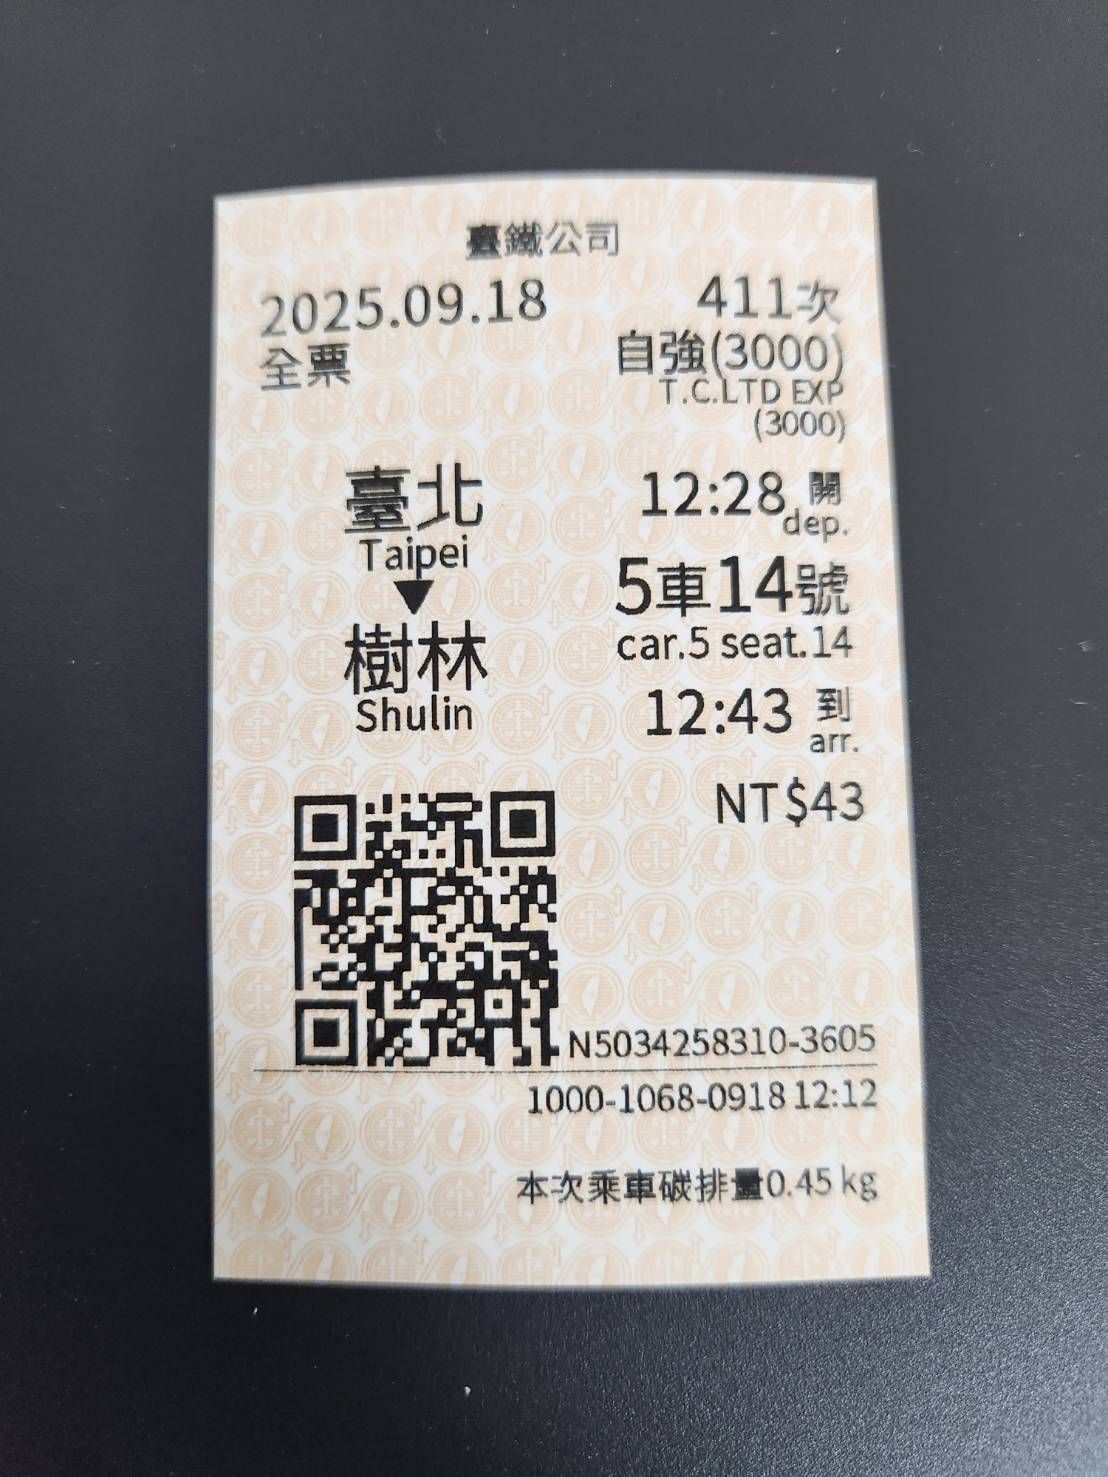 臺鐵公司
2025.09.18 411次
全票 自強(3000)
T.C.LTD EXP
(3000)
臺北 12:28 開
Taipei dep.
▼ 5車14號
car.5 seat.14
樹林 12:43 到
Shulin arr.
NT$43
N5034258310-3605
1000-1068-0918 12:12
本次乘車碳排量0.45 kg